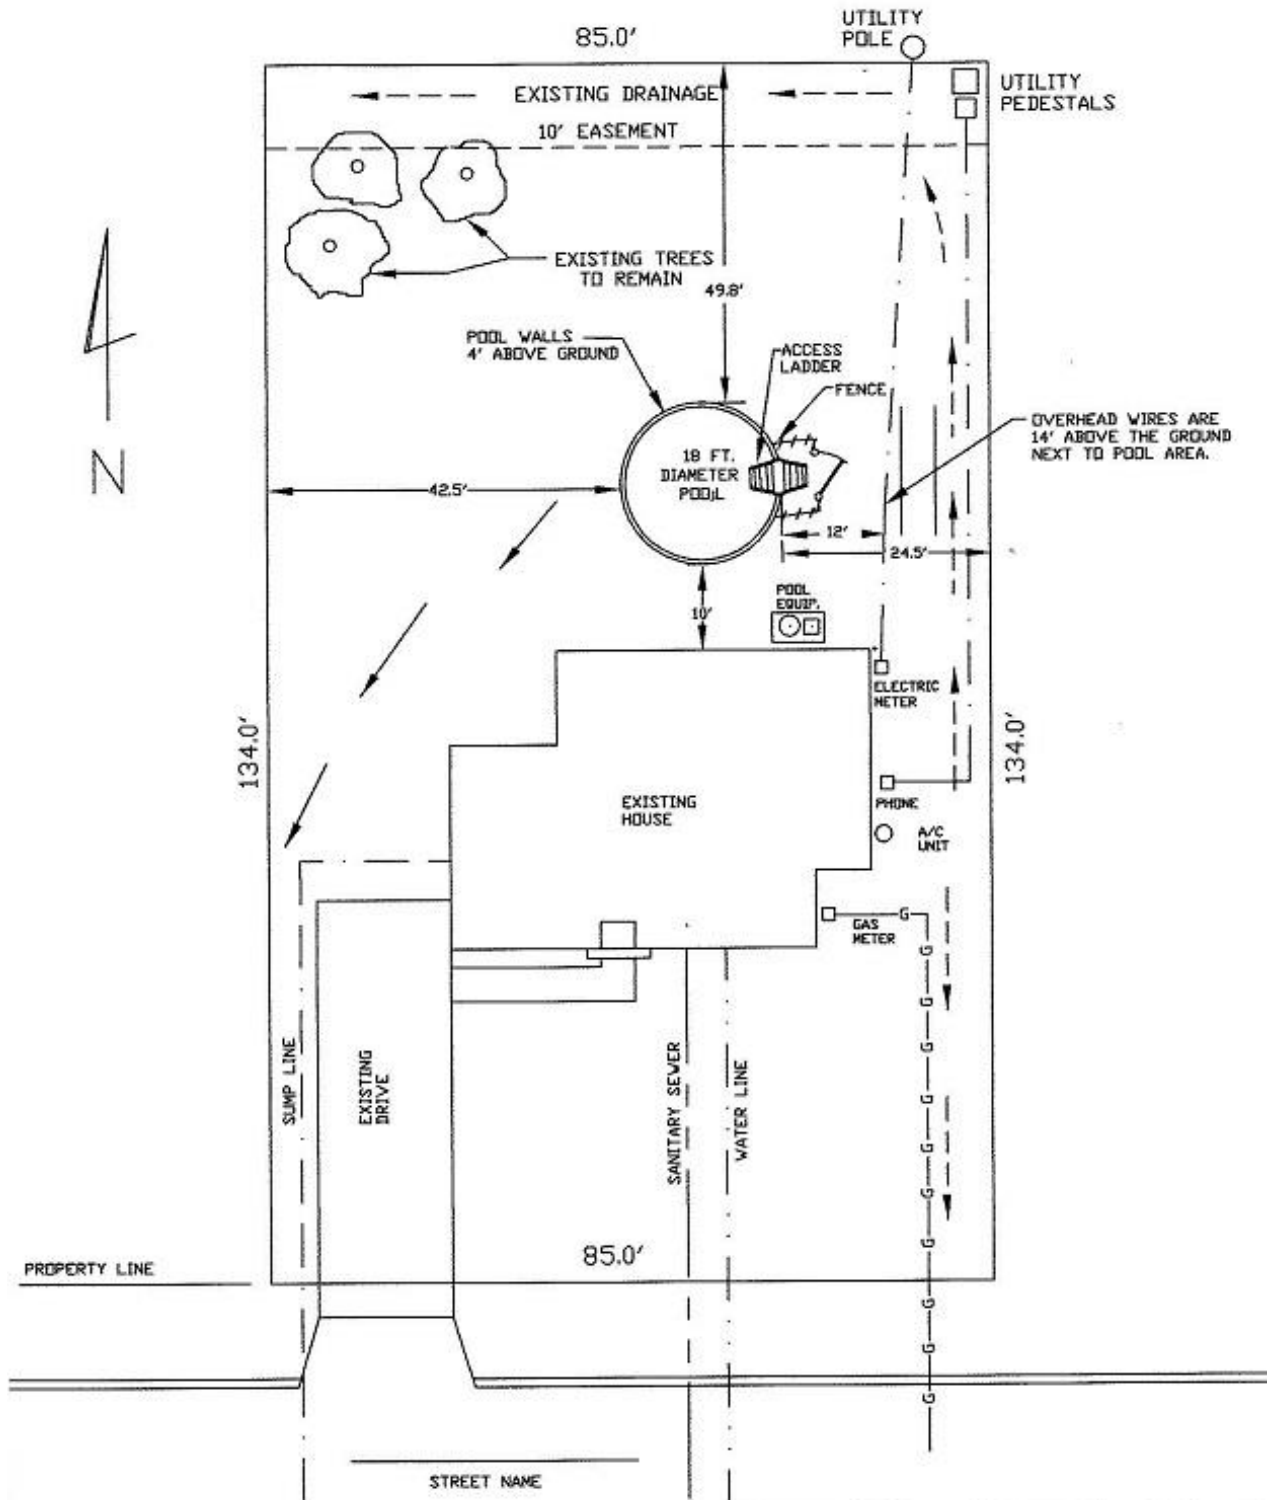 85.0'
UTILITY
POLE
EXISTING DRAINAGE
UTILITY
PEDESTALS
10' EASEMENT
EXISTING TREES
TO REMAIN
49.8'
POOL WALLS
4' ABOVE GROUND
ACCESS
LADDER
FENCE
OVERHEAD WIRES ARE
14' ABOVE THE GROUND
NEXT TO POOL AREA.
N
18 FT.
DIAMETER
POO;L
42.5'
12'
24.5'
10'
POOL
EQUIP.
ELECTRIC
METER
134.0'
134.0'
EXISTING
HOUSE
PHONE
A/C
UNIT
GAS
METER
G
G
G
G
G
G
G
G
G
G
G
SUMP LINE
EXISTING
DRIVE
SANITARY SEWER
WATER LINE
85.0'
PROPERTY LINE
STREET NAME